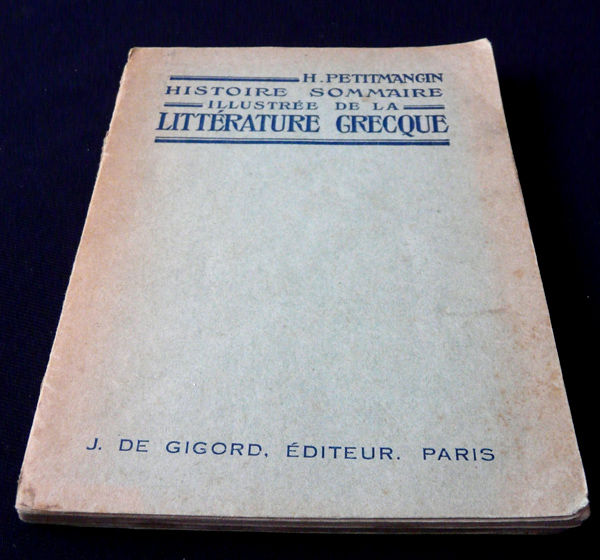 H. PETITMANGIN
HISTOIRE SOMMAIRE
ILLUSTRÉE DE LA
LITTÉRATURE GRECQUE
J. DE GIGORD, ÉDITEUR. PARIS